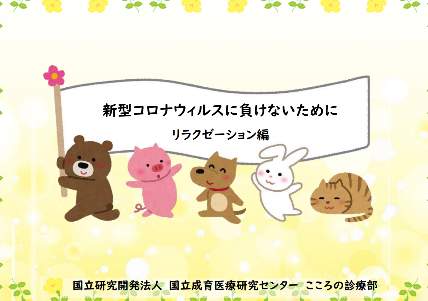 新型コロナウィルスに負けないために
リラクゼーション編
国立研究開発法人 国立成育医療研究センター こころの診療部